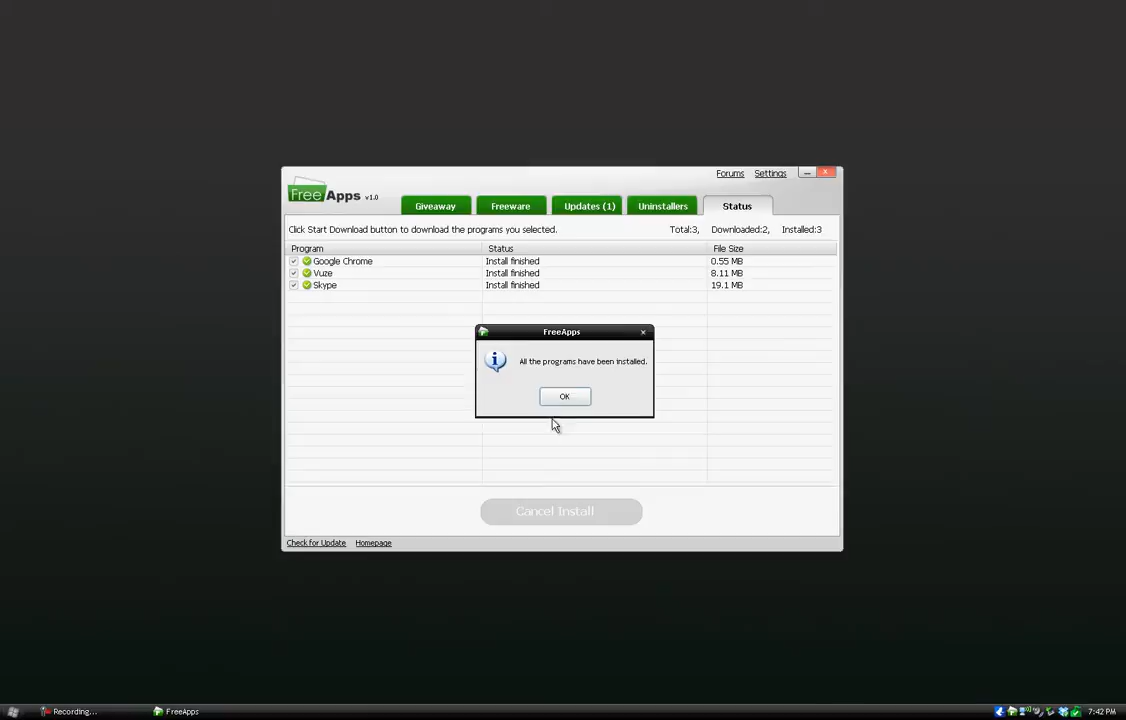 Forums Settings
FreeApps v1.0
Giveaway Freeware Updates (1) Uninstallers Status
Click Start Download button to download the programs you selected. Total:3, Downloaded:2, Installed:3
Program Status File Size
Google Chrome Install finished 0.55 MB
Vuze Install finished 8.11 MB
Skype Install finished 19.1 MB
FreeApps
All the programs have been installed.
OK
Cancel Install
Check for Update Homepage
Recording... FreeApps 7:42 PM